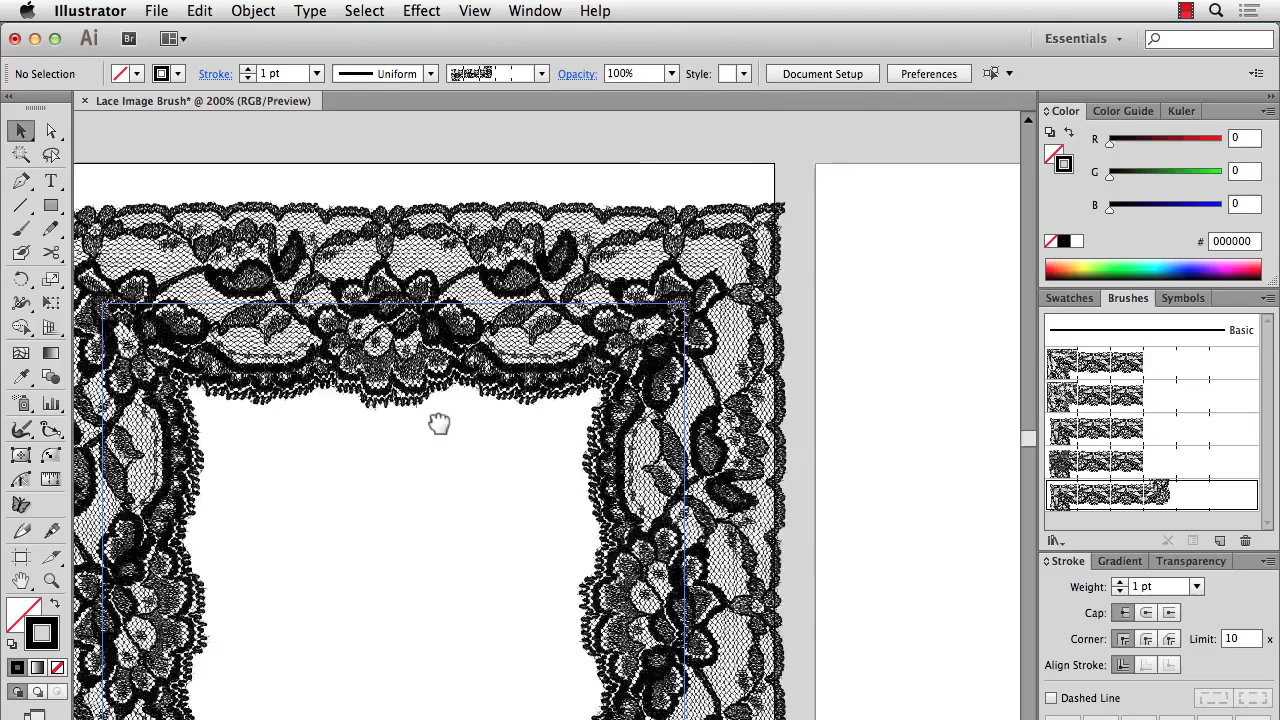 Illustrator File Edit Object Type Select Effect View Window Help
Ai Br Essentials
No Selection Stroke: 1 pt Uniform Opacity: 100% Style: Document Setup Preferences
× Lace Image Brush* @ 200% (RGB/Preview)
Color Color Guide Kuler
R 0
G 0
B 0
# 000000
Swatches Brushes Symbols
Basic
Stroke Gradient Transparency
Weight: 1 pt
Cap:
Corner: Limit: 10 x
Align Stroke:
Dashed Line